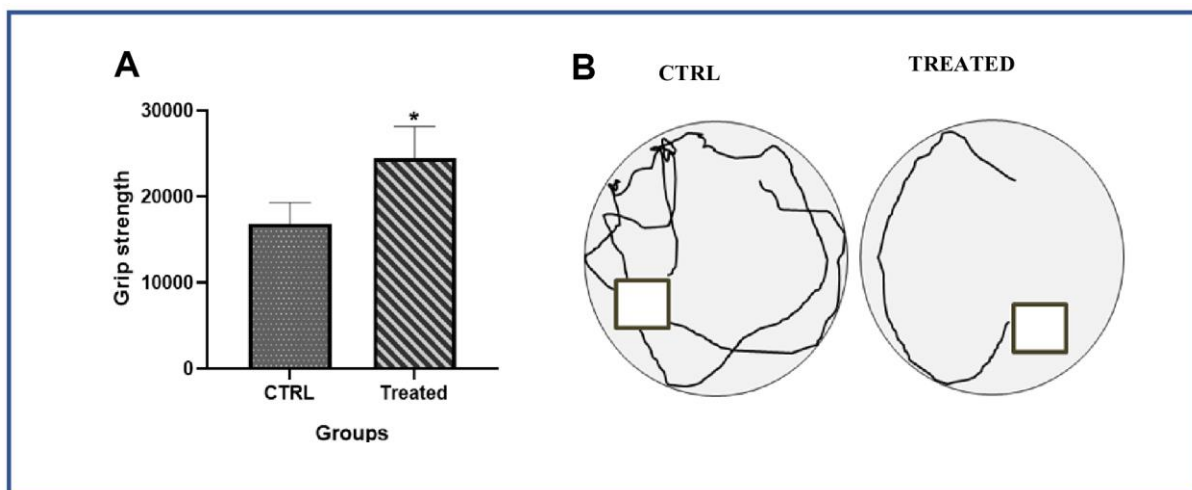 A
Grip strength
30000
20000
10000
0
*
CTRL Treated
Groups
B
CTRL TREATED